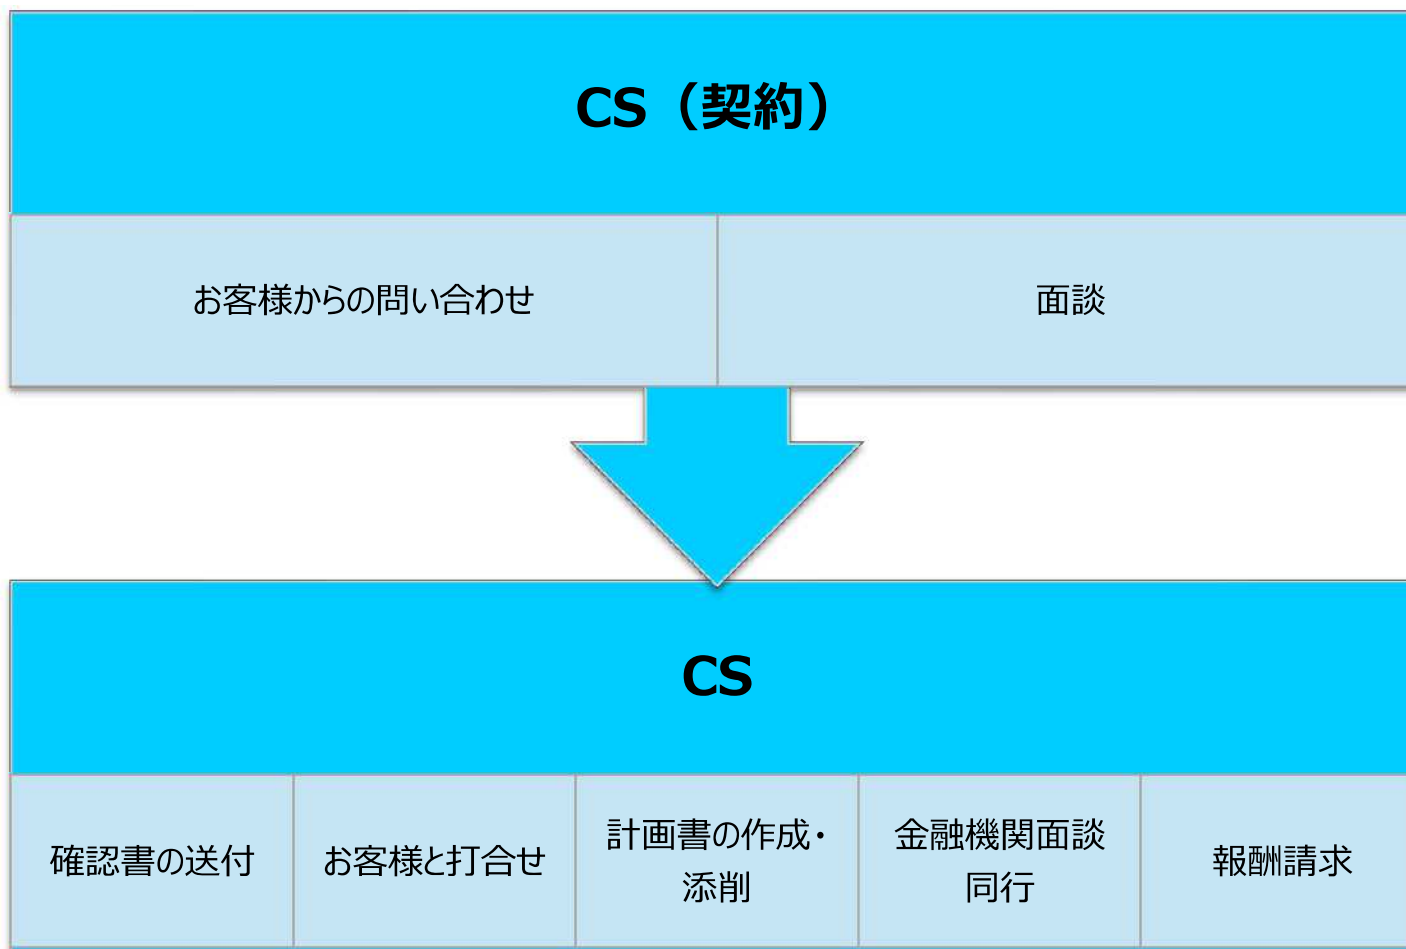 CS（契約）
お客様からの問い合わせ
面談
CS
確認書の送付
お客様と打合せ
計画書の作成・
添削
金融機関面談
同行
報酬請求